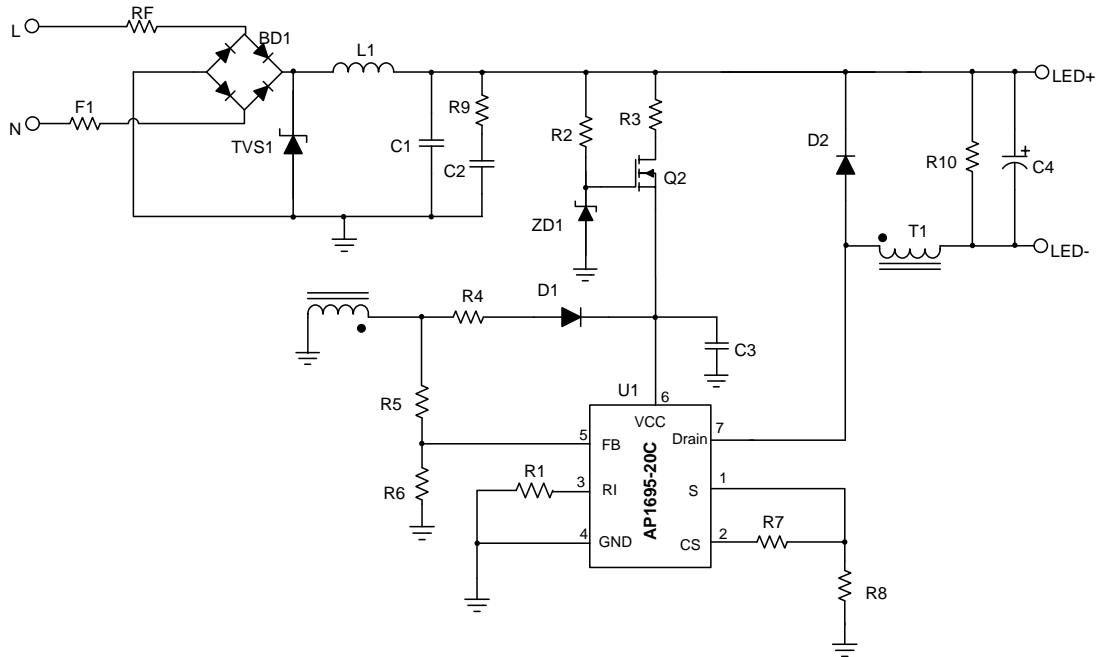 RF
L
BD1
L1
F1
N
TVS1
C1
R9
C2
R2
R3
Q2
ZD1
D2
R10
C4
+
LED+
T1
LED-
R4
D1
C3
R5
R6
U1
6
VCC
5
FB
Drain
7
R1
3
RI
S
1
4
GND
CS
2
R7
R8
AP1695-20C